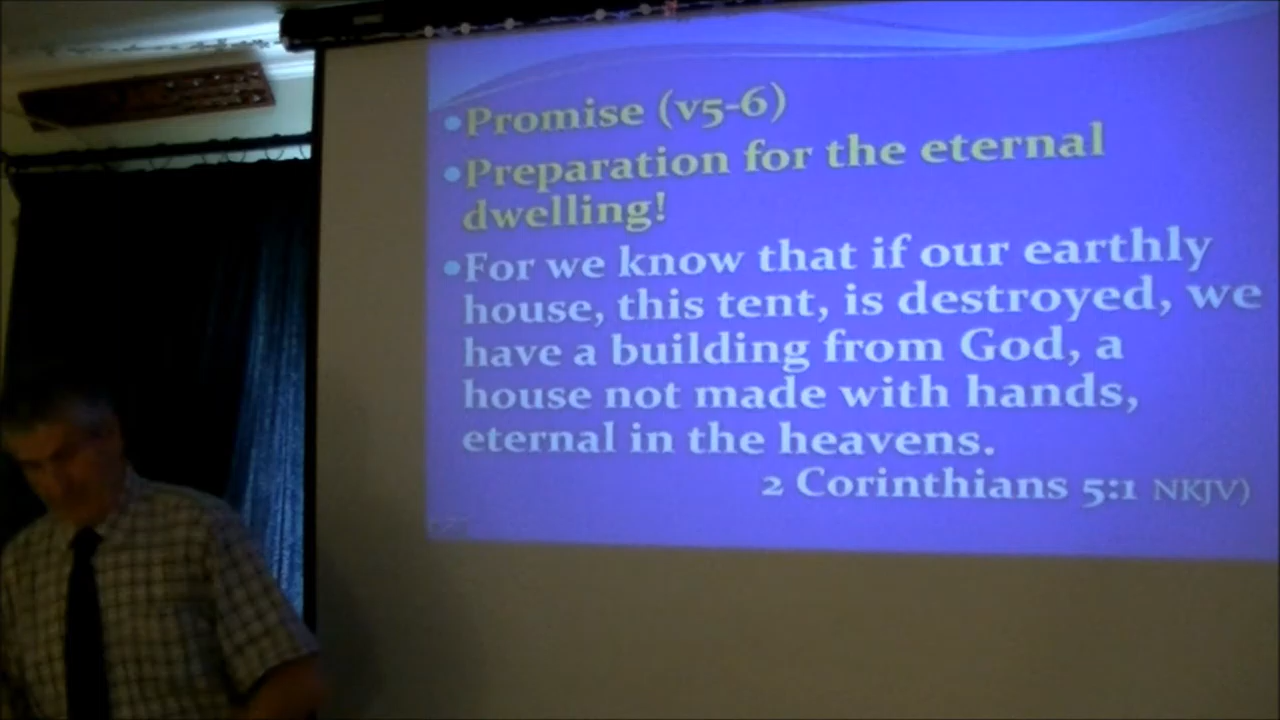 •Promise (v5-6)
•Preparation for the eternal
dwelling!
•For we know that if our earthly
house, this tent, is destroyed, we
have a building from God, a
house not made with hands,
eternal in the heavens.
2 Corinthians 5:1 NKJV)